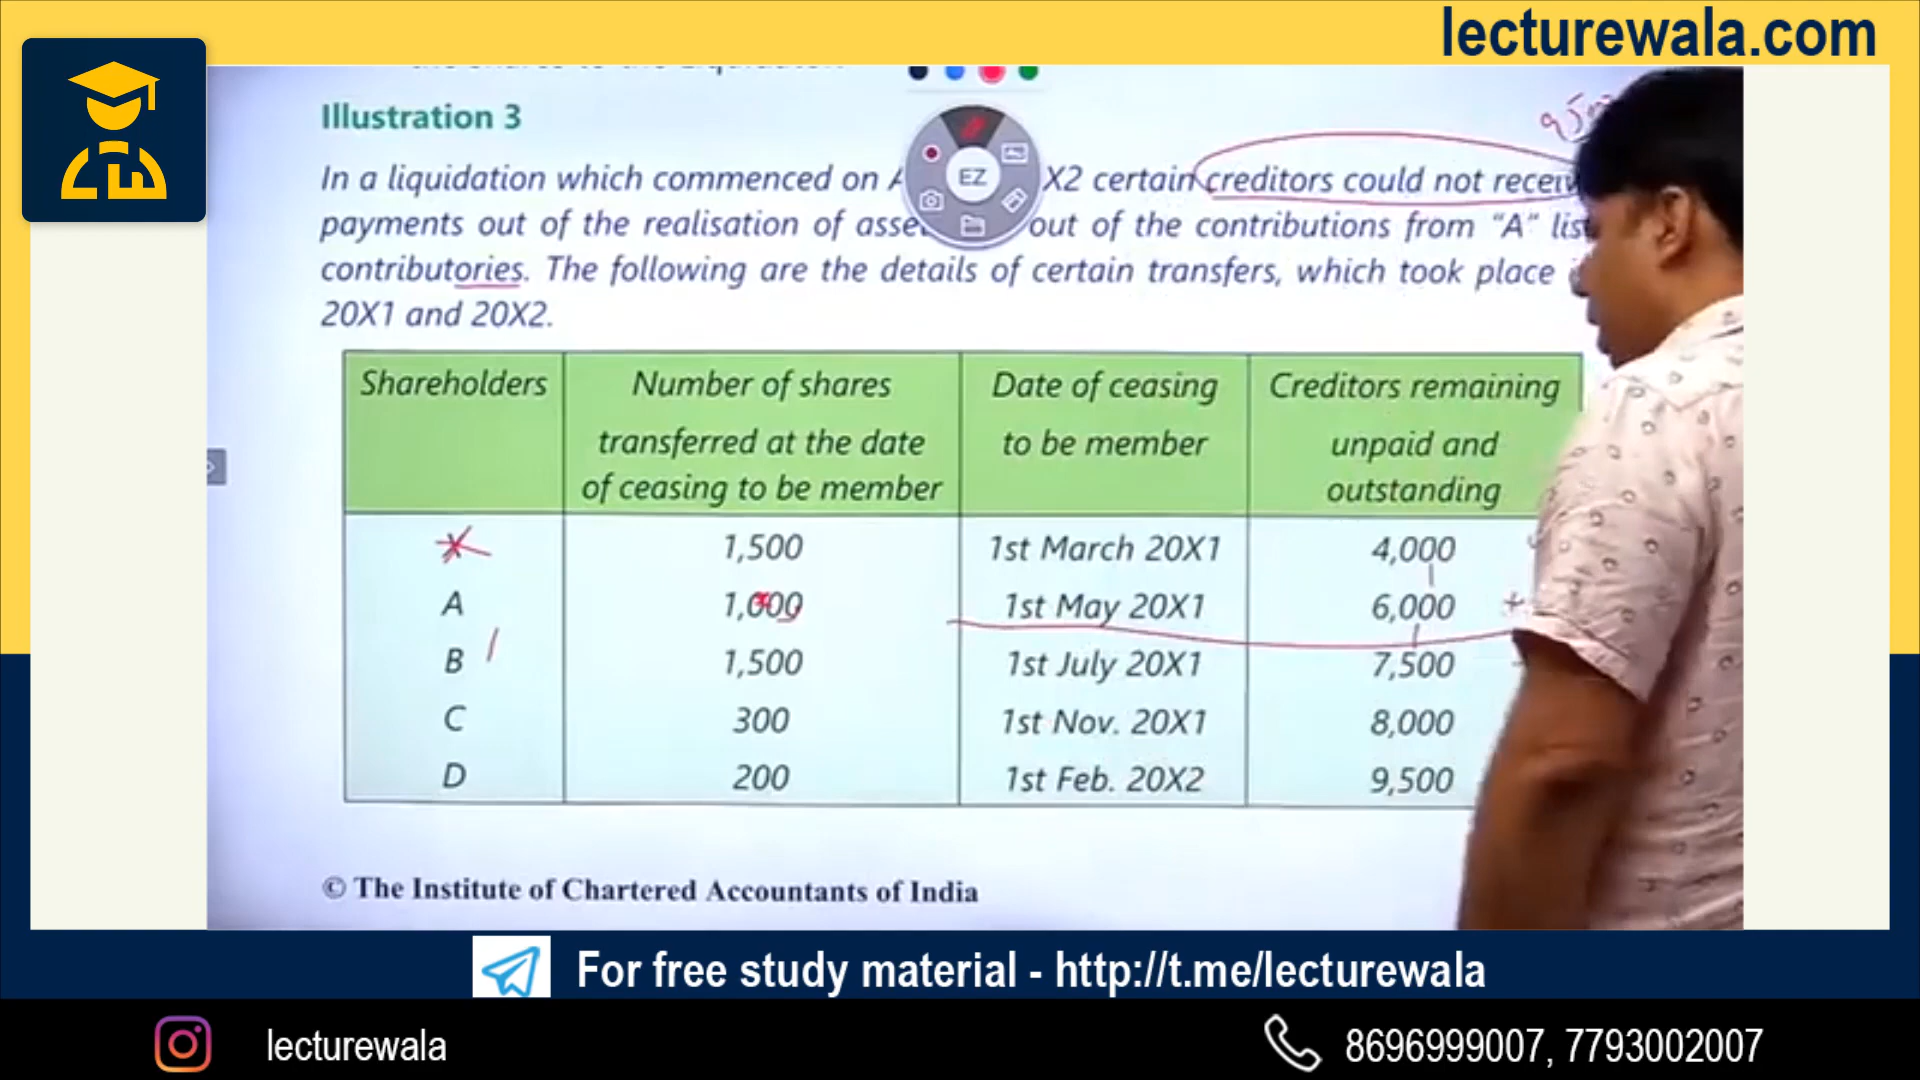 lecturewala.com
Illustration 3
In a liquidation which commenced on X2 certain creditors could not
payments out of the realisation of out of the contributions from “A”
contributories. The following are the details of certain transfers, which took place
20X1 and 20X2.
Shareholders Number of shares transferred at the date of ceasing to be member Date of ceasing to be member Creditors remaining unpaid and outstanding
1,500 1st March 20X1 4,000
A 1,000 1st May 20X1 6,000
B 1,500 1st July 20X1 7,500
C 300 1st Nov. 20X1 8,000
D 200 1st Feb. 20X2 9,500
EZ
© The Institute of Chartered Accountants of India
For free study material - http://t.me/lecturewala
lecturewala
8696999007, 7793002007